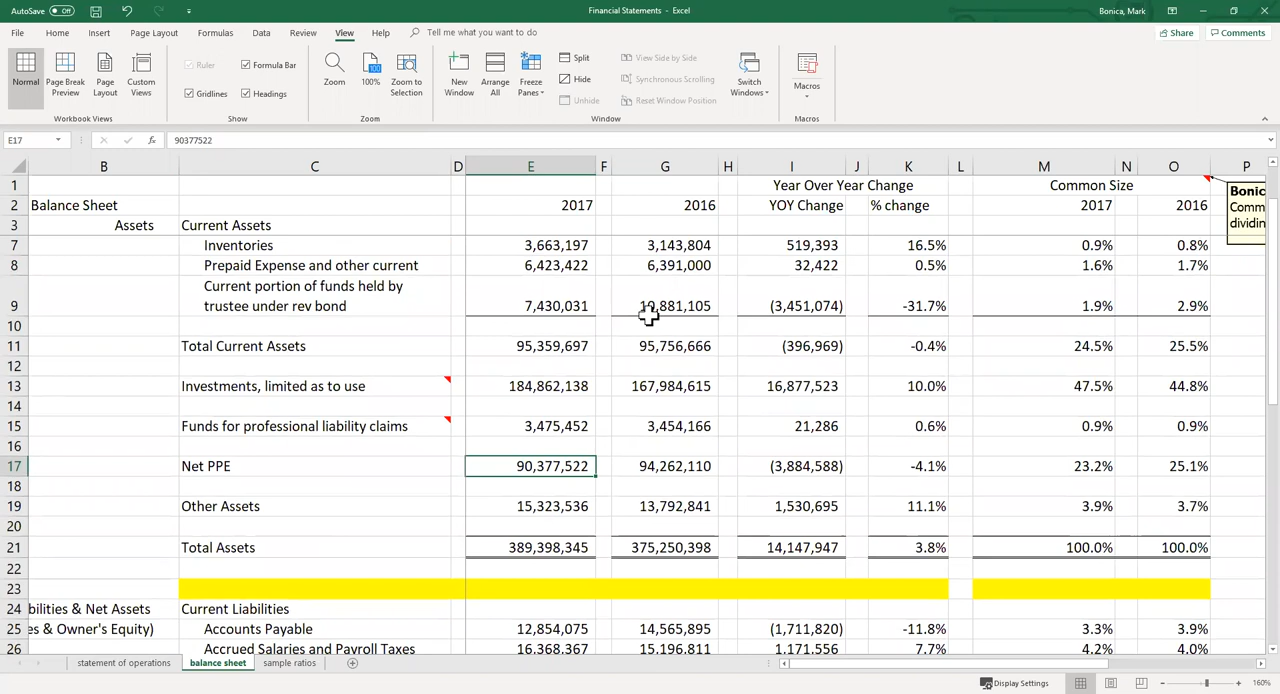 AutoSave Off Financial Statements - Excel Bonica, Mark
File Home Insert Page Layout Formulas Data Review View Help Tell me what you want to do Share Comments
Normal Page Break Preview Page Layout Custom Views
Ruler Formula Bar
Gridlines Headings
Zoom 100% Zoom to Selection
New Window Arrange All Freeze Panes
Split
Hide
Unhide
View Side by Side
Synchronous Scrolling
Reset Window Position
Switch Windows Macros
Workbook Views Show Zoom Window Macros
E17 fx 90377522
B C D E F G H I J K L M N O P
1 Year Over Year Change Common Size
2 Balance Sheet 2017 2016 YOY Change % change 2017 2016
3 Assets Current Assets
7 Inventories 3,663,197 3,143,804 519,393 16.5% 0.9% 0.8%
8 Prepaid Expense and other current 6,423,422 6,391,000 32,422 0.5% 1.6% 1.7%
Current portion of funds held by
9 trustee under rev bond 7,430,031 10,881,105 (3,451,074) -31.7% 1.9% 2.9%
10
11 Total Current Assets 95,359,697 95,756,666 (396,969) -0.4% 24.5% 25.5%
12
13 Investments, limited as to use 184,862,138 167,984,615 16,877,523 10.0% 47.5% 44.8%
14
15 Funds for professional liability claims 3,475,452 3,454,166 21,286 0.6% 0.9% 0.9%
16
17 Net PPE 90,377,522 94,262,110 (3,884,588) -4.1% 23.2% 25.1%
18
19 Other Assets 15,323,536 13,792,841 1,530,695 11.1% 3.9% 3.7%
20
21 Total Assets 389,398,345 375,250,398 14,147,947 3.8% 100.0% 100.0%
22
23
24 bilities & Net Assets Current Liabilities
25 es & Owner's Equity) Accounts Payable 12,854,075 14,565,895 (1,711,820) -11.8% 3.3% 3.9%
26 Accrued Salaries and Payroll Taxes 16,368,367 15,196,811 1,171,556 7.7% 4.2% 4.0%
Bonic
Comm
dividin
statement of operations balance sheet sample ratios
Display Settings 160%